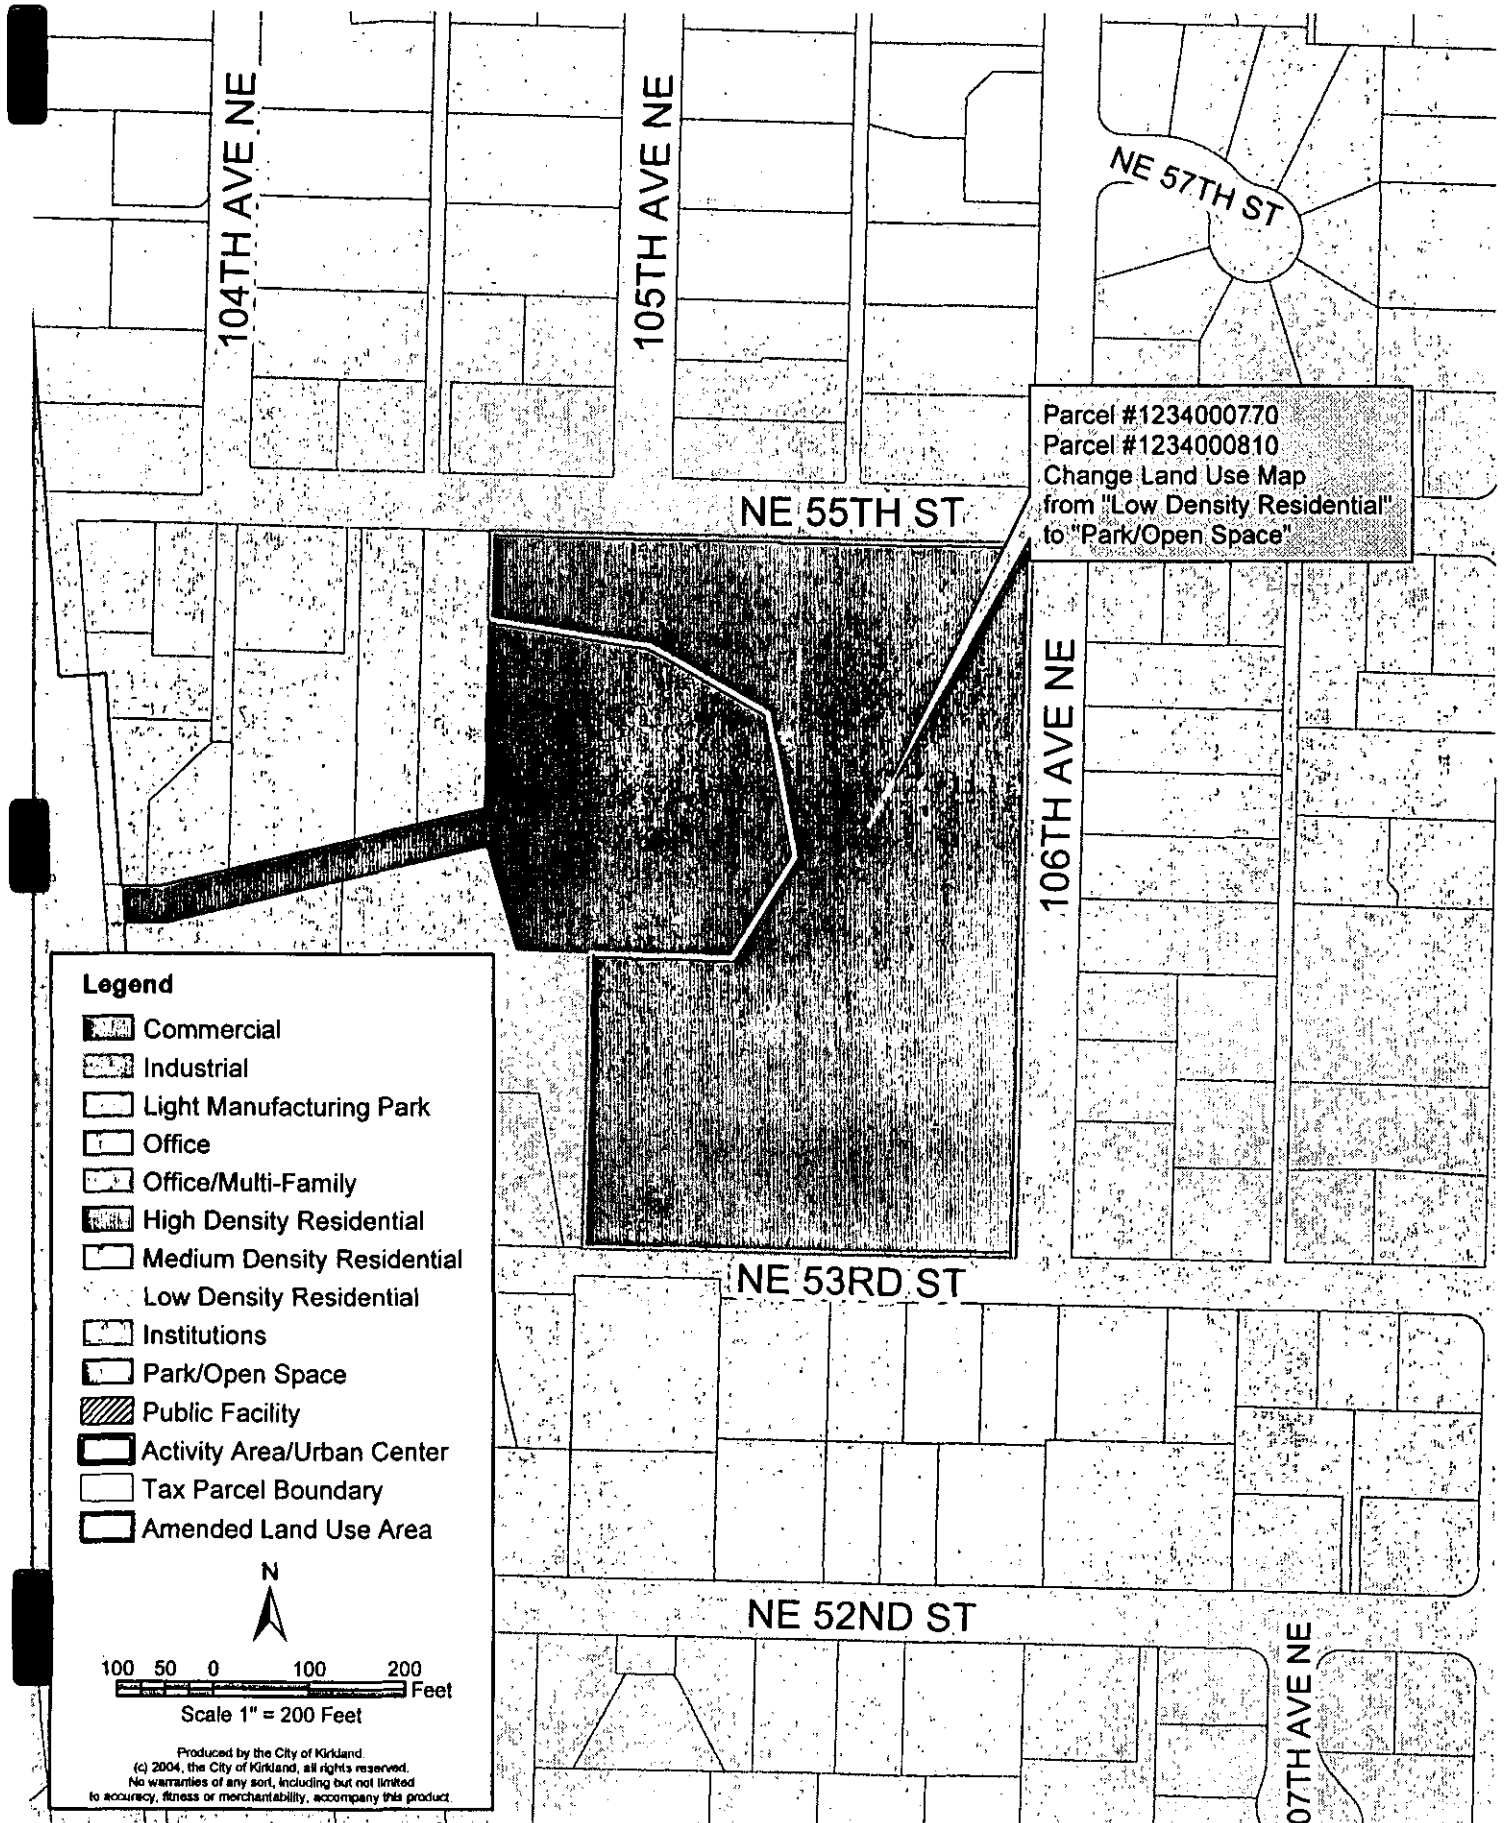 104TH AVE NE
105TH AVE NE
NE 57TH ST
Parcel #1234000770
Parcel #1234000810
Change Land Use Map
from "Low Density Residential"
to "Park/Open Space"
NE 55TH ST
106TH AVE NE
Legend
Commercial
Industrial
Light Manufacturing Park
Office
Office/Multi-Family
High Density Residential
Medium Density Residential
Low Density Residential
Institutions
Park/Open Space
Public Facility
Activity Area/Urban Center
Tax Parcel Boundary
Amended Land Use Area
NE 53RD ST
N
NE 52ND ST
07TH AVE NE
100 50 0 100 200
Feet
Scale 1" = 200 Feet
Produced by the City of Kirkland.
(c) 2004, the City of Kirkland, all rights reserved.
No warranties of any sort, including but not limited
to accuracy, fitness or merchantability, accompany this product.